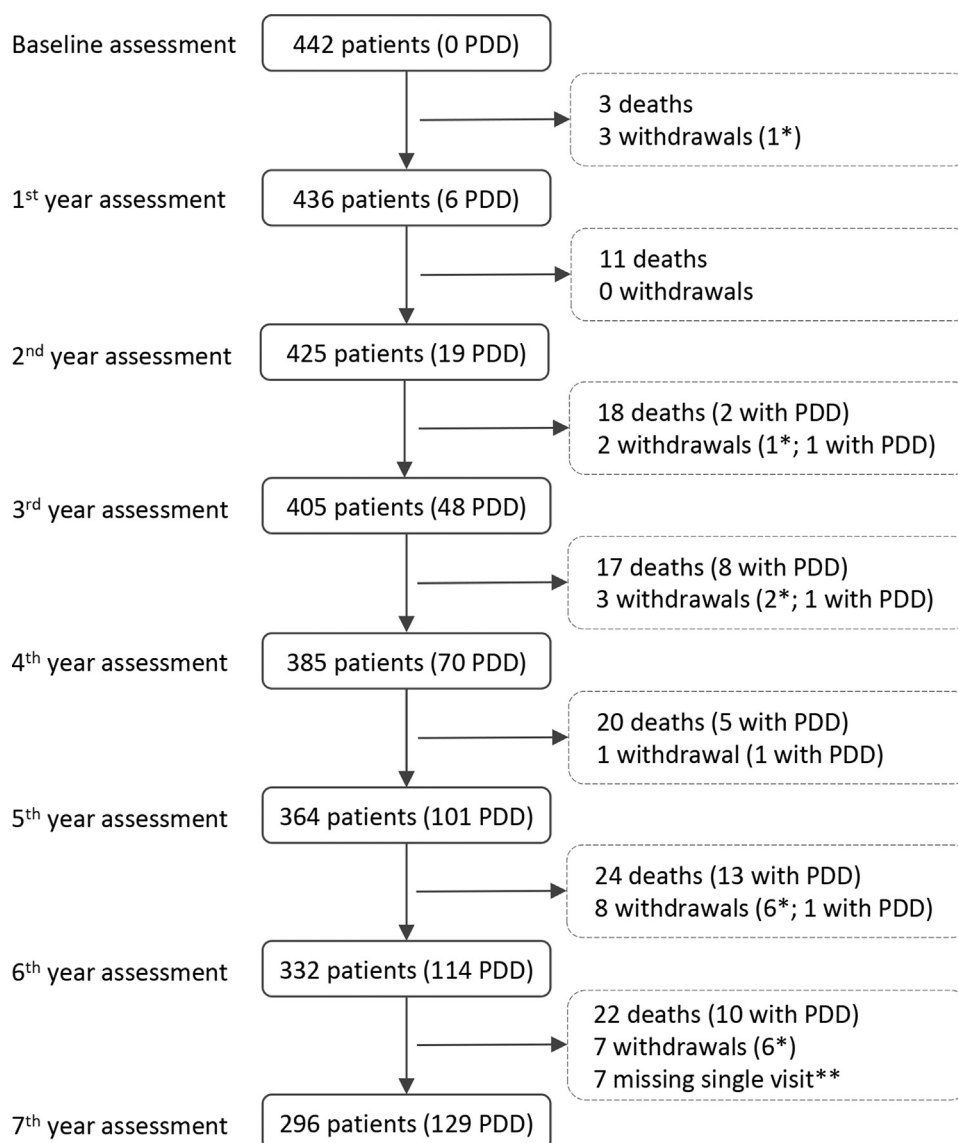 Baseline assessment
442 patients (0 PDD)
3 deaths
3 withdrawals (1*)
1st year assessment
436 patients (6 PDD)
11 deaths
0 withdrawals
2nd year assessment
425 patients (19 PDD)
18 deaths (2 with PDD)
2 withdrawals (1*; 1 with PDD)
3rd year assessment
405 patients (48 PDD)
17 deaths (8 with PDD)
3 withdrawals (2*; 1 with PDD)
4th year assessment
385 patients (70 PDD)
20 deaths (5 with PDD)
1 withdrawal (1 with PDD)
5th year assessment
364 patients (101 PDD)
24 deaths (13 with PDD)
8 withdrawals (6*; 1 with PDD)
6th year assessment
332 patients (114 PDD)
22 deaths (10 with PDD)
7 withdrawals (6*)
7 missing single visit**
7th year assessment
296 patients (129 PDD)